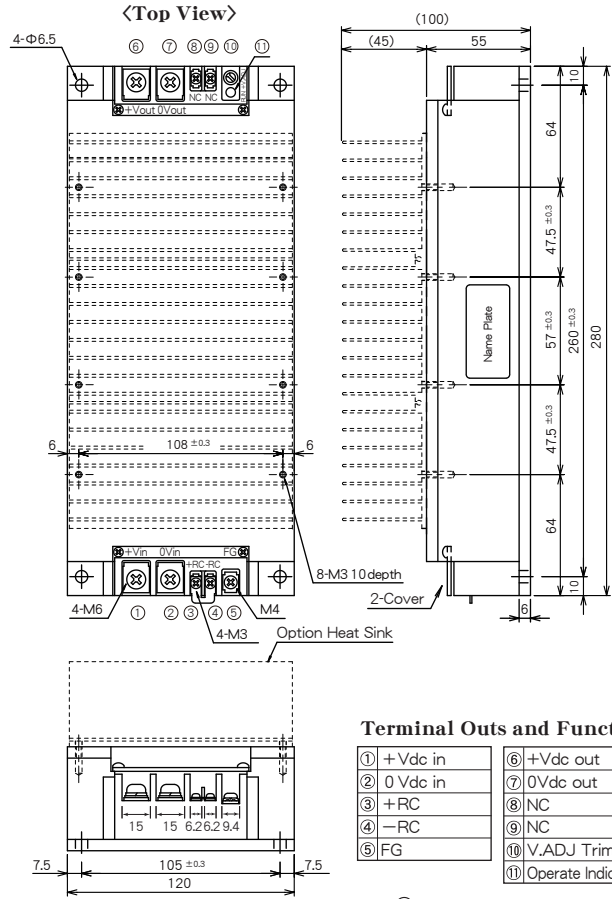 〈Top View〉
4-Φ6.5
⑥ ⑦ ⑧ ⑨ ⑩ ⑪
NC NC
+Vout 0Vout
(100)
(45) 55
10
64
47.5 ±0.3
57 ±0.3
47.5 ±0.3
64
10
260 ±0.3
280
Name Plate
6 108 ±0.3 6
+Vin 0Vin +RC -RC FG
8-M3 10depth
4-M6 ① ② ③ ④ ⑤ M4
4-M3
2-Cover
6
Option Heat Sink
15 15 6.2 6.2 9.4
7.5 105 ±0.3 7.5
120
Terminal Outs and Funct
① +Vdc in
② 0 Vdc in
③ +RC
④ −RC
⑤ FG
⑥ +Vdc out
⑦ 0Vdc out
⑧ NC
⑨ NC
⑩ V.ADJ Trim
⑪ Operate Indic